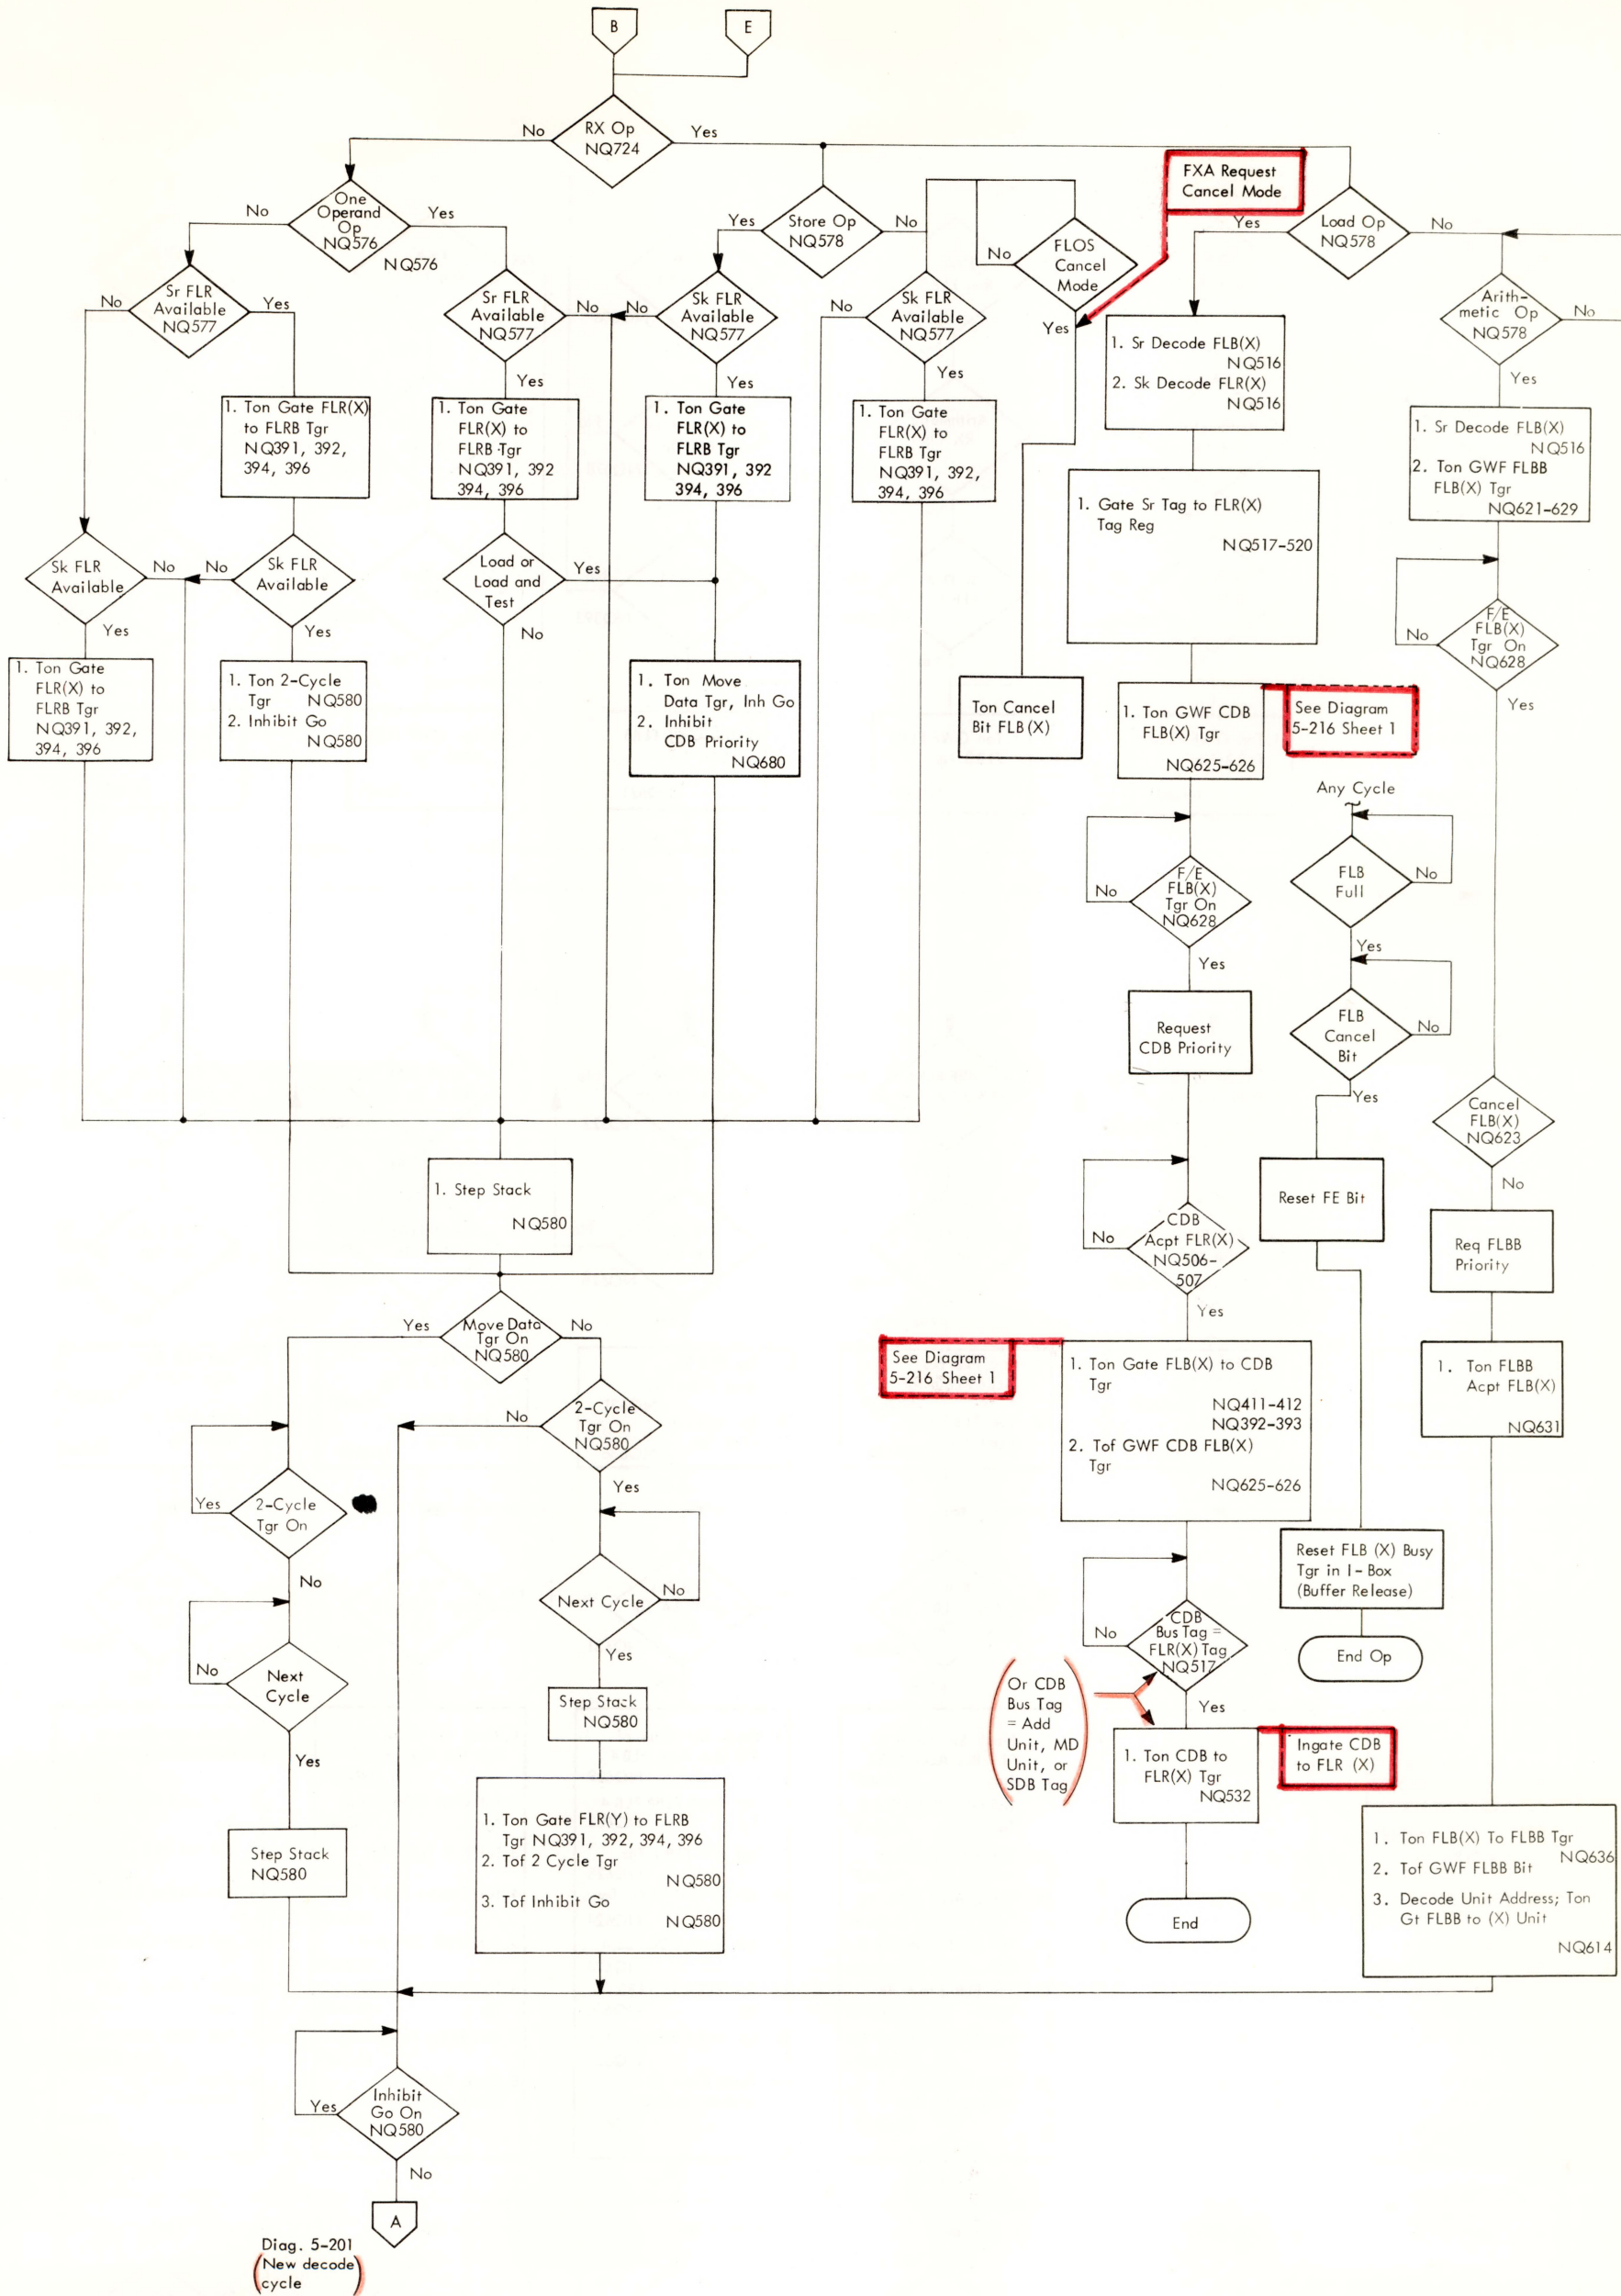 B
E
RX Op
NQ724
No
Yes
FXA Request
Cancel Mode
One
Operand
Op
NQ576
No
Yes
NQ576
Store Op
NQ578
Yes
No
FLOS
Cancel
Mode
No
Yes
Load Op
NQ578
Yes
No
Sr FLR
Available
NQ577
No
Yes
Sr FLR
Available
NQ577
No
Yes
Sk FLR
Available
NQ577
No
Yes
Sk FLR
Available
NQ577
No
Yes
Arith-
metic Op
NQ578
No
Yes
1. Sr Decode FLB(X)
NQ516
2. Sk Decode FLR(X)
NQ516
1. Ton Gate FLR(X)
to FLRB Tgr
NQ391, 392,
394, 396
1. Ton Gate
FLR(X) to
FLRB Tgr
NQ391, 392
394, 396
1. Ton Gate
FLR(X) to
FLRB Tgr
NQ391, 392
394, 396
1. Ton Gate
FLR(X) to
FLRB Tgr
NQ391, 392,
394, 396
1. Sr Decode FLB(X)
NQ516
2. Ton GWF FLBB
FLB(X) Tgr
NQ621-629
1. Gate Sr Tag to FLR(X)
Tag Reg
NQ517-520
Sk FLR
Available
No
Yes
Sk FLR
Available
No
Yes
Load or
Load and
Test
Yes
No
F/E
FLB(X)
Tgr On
NQ628
No
Yes
1. Ton Gate
FLR(X) to
FLRB Tgr
NQ391, 392,
394, 396
1. Ton 2-Cycle
Tgr NQ580
2. Inhibit Go
NQ580
1. Ton Move
Data Tgr, Inh Go
2. Inhibit
CDB Priority
NQ680
Ton Cancel
Bit FLB (X)
1. Ton GWF CDB
FLB(X) Tgr
NQ625-626
See Diagram
5-216 Sheet 1
Any Cycle
F/E
FLB(X)
Tgr On
NQ628
No
Yes
FLB
Full
No
Yes
Request
CDB Priority
FLB
Cancel
Bit
No
Yes
Cancel
FLB(X)
NQ623
No
1. Step Stack
NQ580
Reset FE Bit
CDB
Acpt FLR(X)
NQ506-
507
No
Yes
Req FLBB
Priority
Move Data
Tgr On
NQ580
Yes
No
See Diagram
5-216 Sheet 1
1. Ton Gate FLB(X) to CDB
Tgr
NQ411-412
NQ392-393
2. Tof GWF CDB FLB(X)
Tgr
NQ625-626
1. Ton FLBB
Acpt FLB(X)
NQ631
2-Cycle
Tgr On
NQ580
No
Yes
2-Cycle
Tgr On
Yes
No
Reset FLB (X) Busy
Tgr in I-Box
(Buffer Release)
Next Cycle
No
Yes
CDB
Bus Tag =
FLR(X) Tag
NQ517
No
Yes
End Op
Next
Cycle
No
Yes
Or CDB
Bus Tag
= Add
Unit, MD
Unit, or
SDB Tag
Step Stack
NQ580
1. Ton CDB to
FLR(X) Tgr
NQ532
Ingate CDB
to FLR (X)
1. Ton Gate FLR(Y) to FLRB
Tgr NQ391, 392, 394, 396
2. Tof 2 Cycle Tgr
NQ580
3. Tof Inhibit Go
NQ580
Step Stack
NQ580
1. Ton FLB(X) To FLBB Tgr
NQ636
2. Tof GWF FLBB Bit
3. Decode Unit Address; Ton
Gt FLBB to (X) Unit
NQ614
End
Inhibit
Go On
NQ580
Yes
No
A
Diag. 5-201
(New decode
cycle)